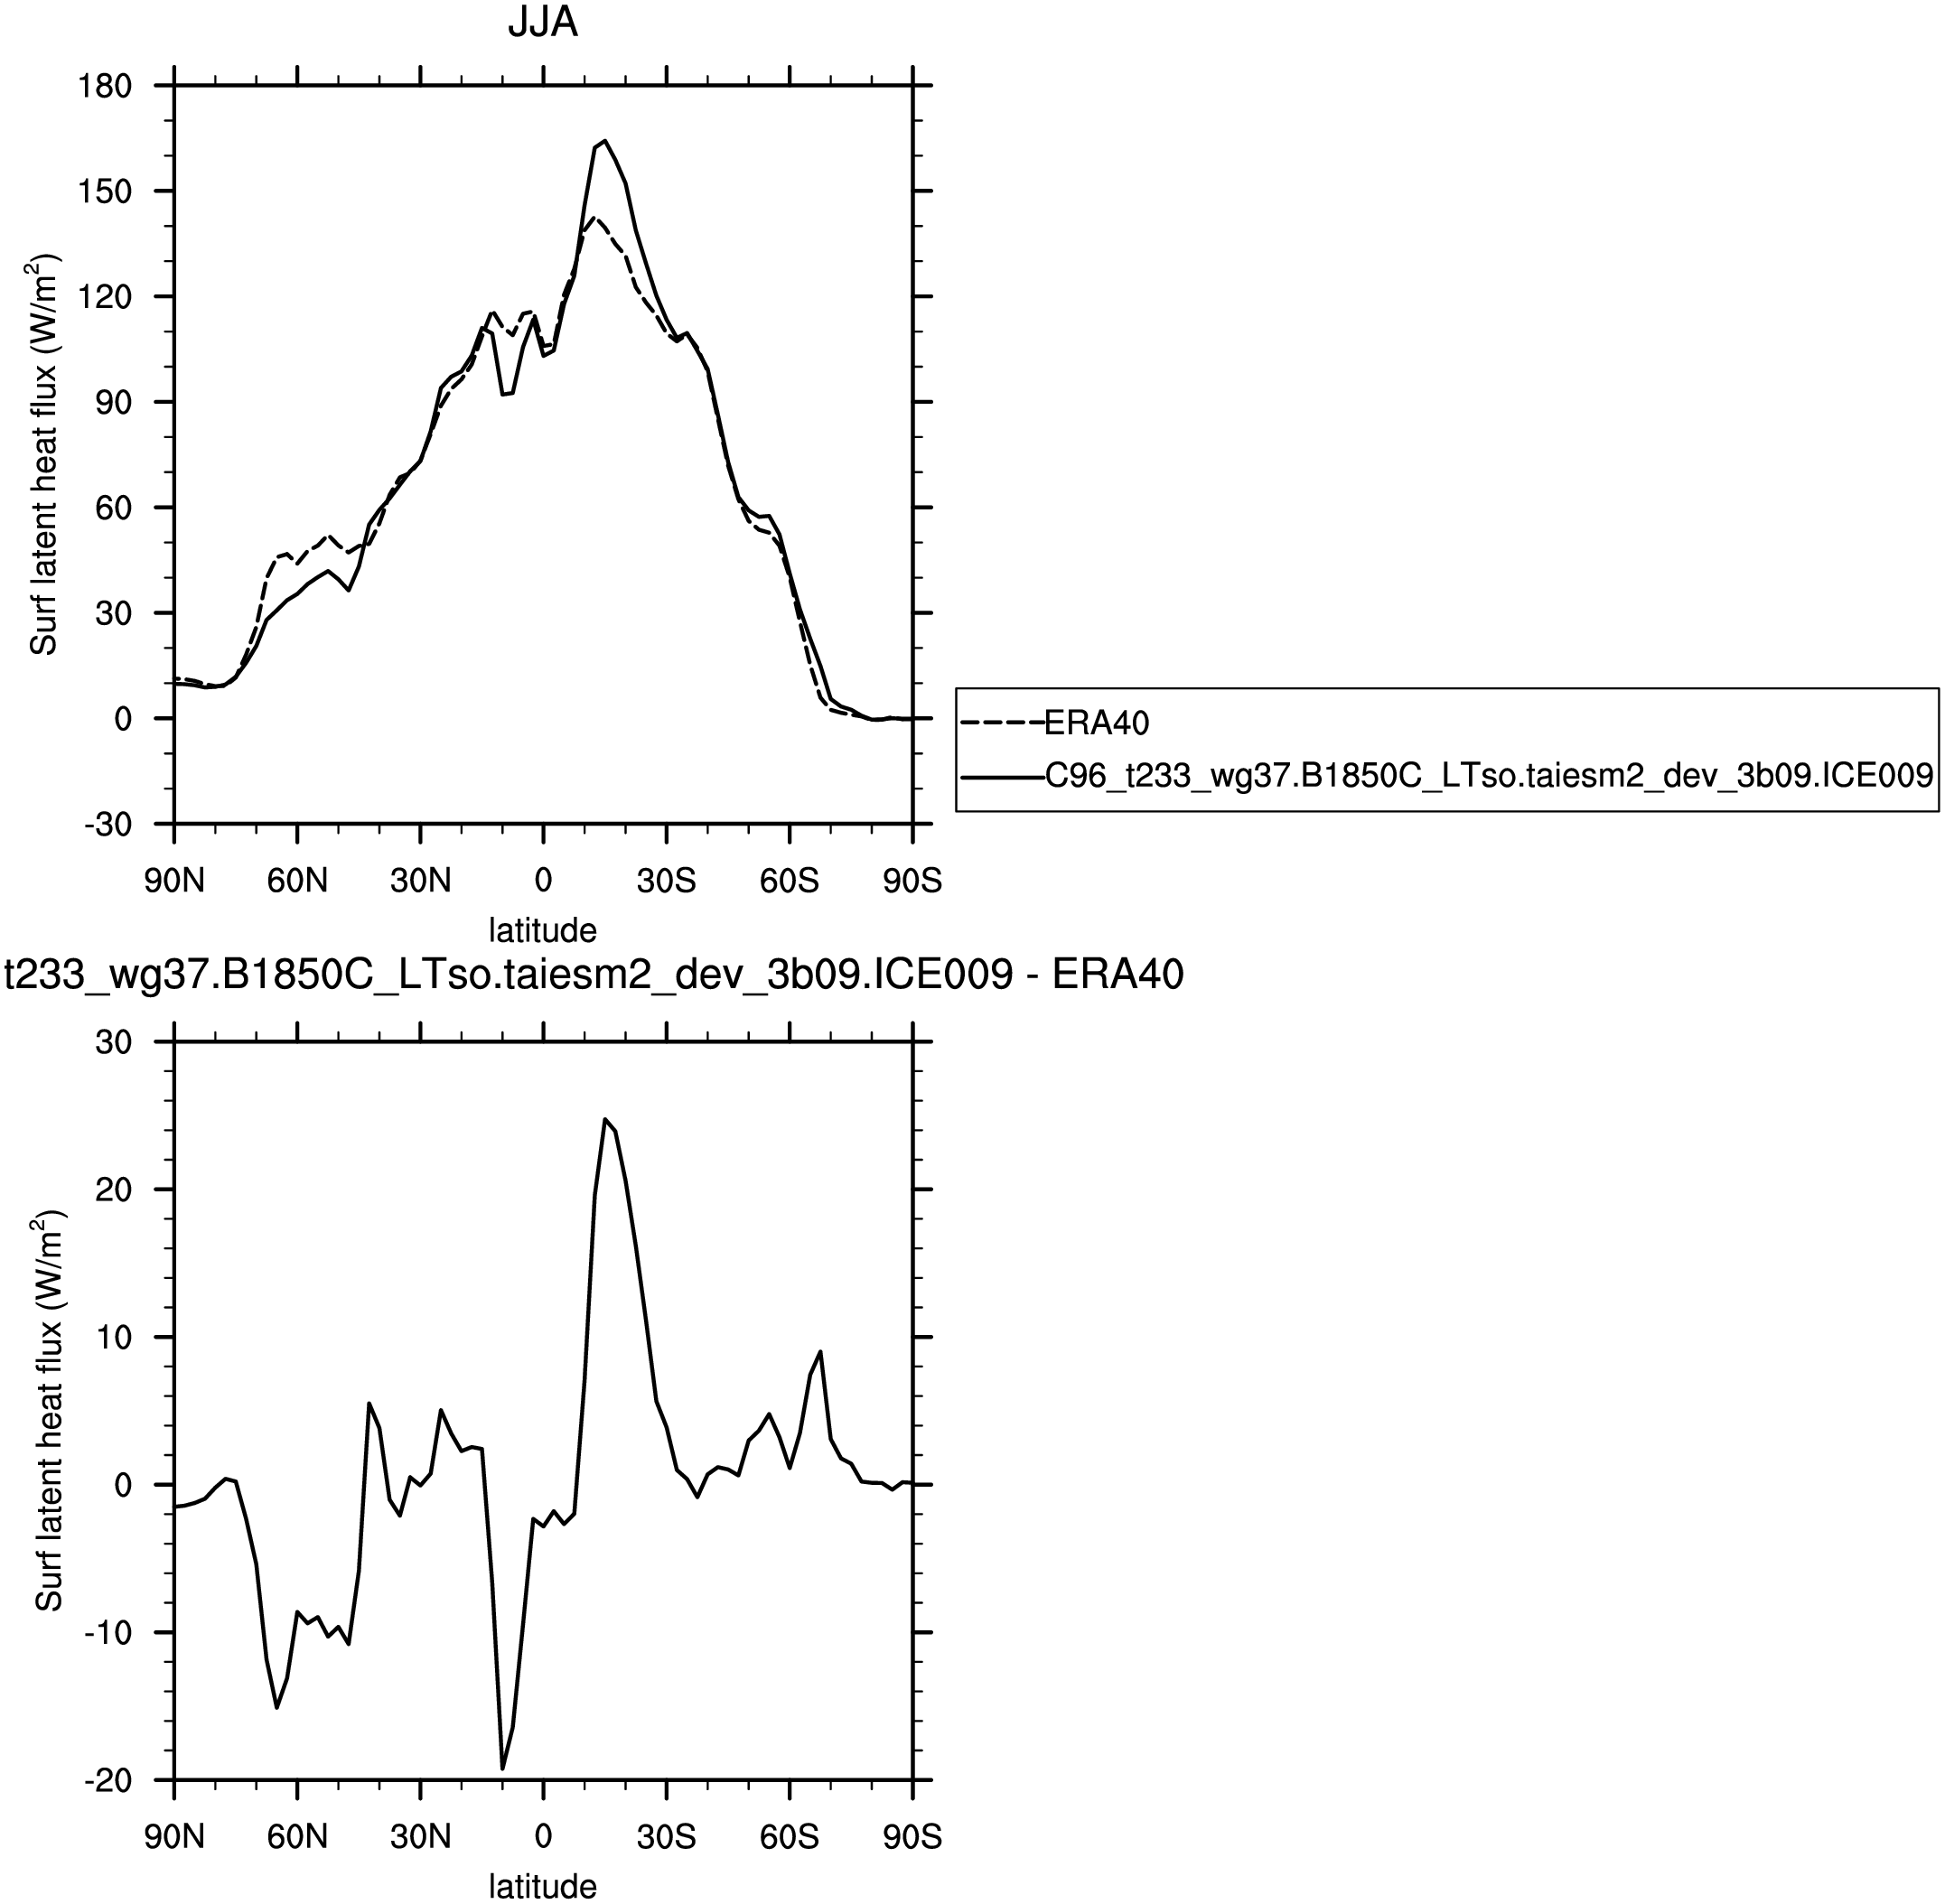 JJA
180
150
120
90
60
30
0
-30
Surf latent heat flux (W/m²)
90N 60N 30N 0 30S 60S 90S
latitude
ERA40
C96_t233_wg37.B1850C_LTso.taiesm2_dev_3b09.ICE009
t233_wg37.B1850C_LTso.taiesm2_dev_3b09.ICE009 - ERA40
30
20
10
0
-10
-20
Surf latent heat flux (W/m²)
90N 60N 30N 0 30S 60S 90S
latitude